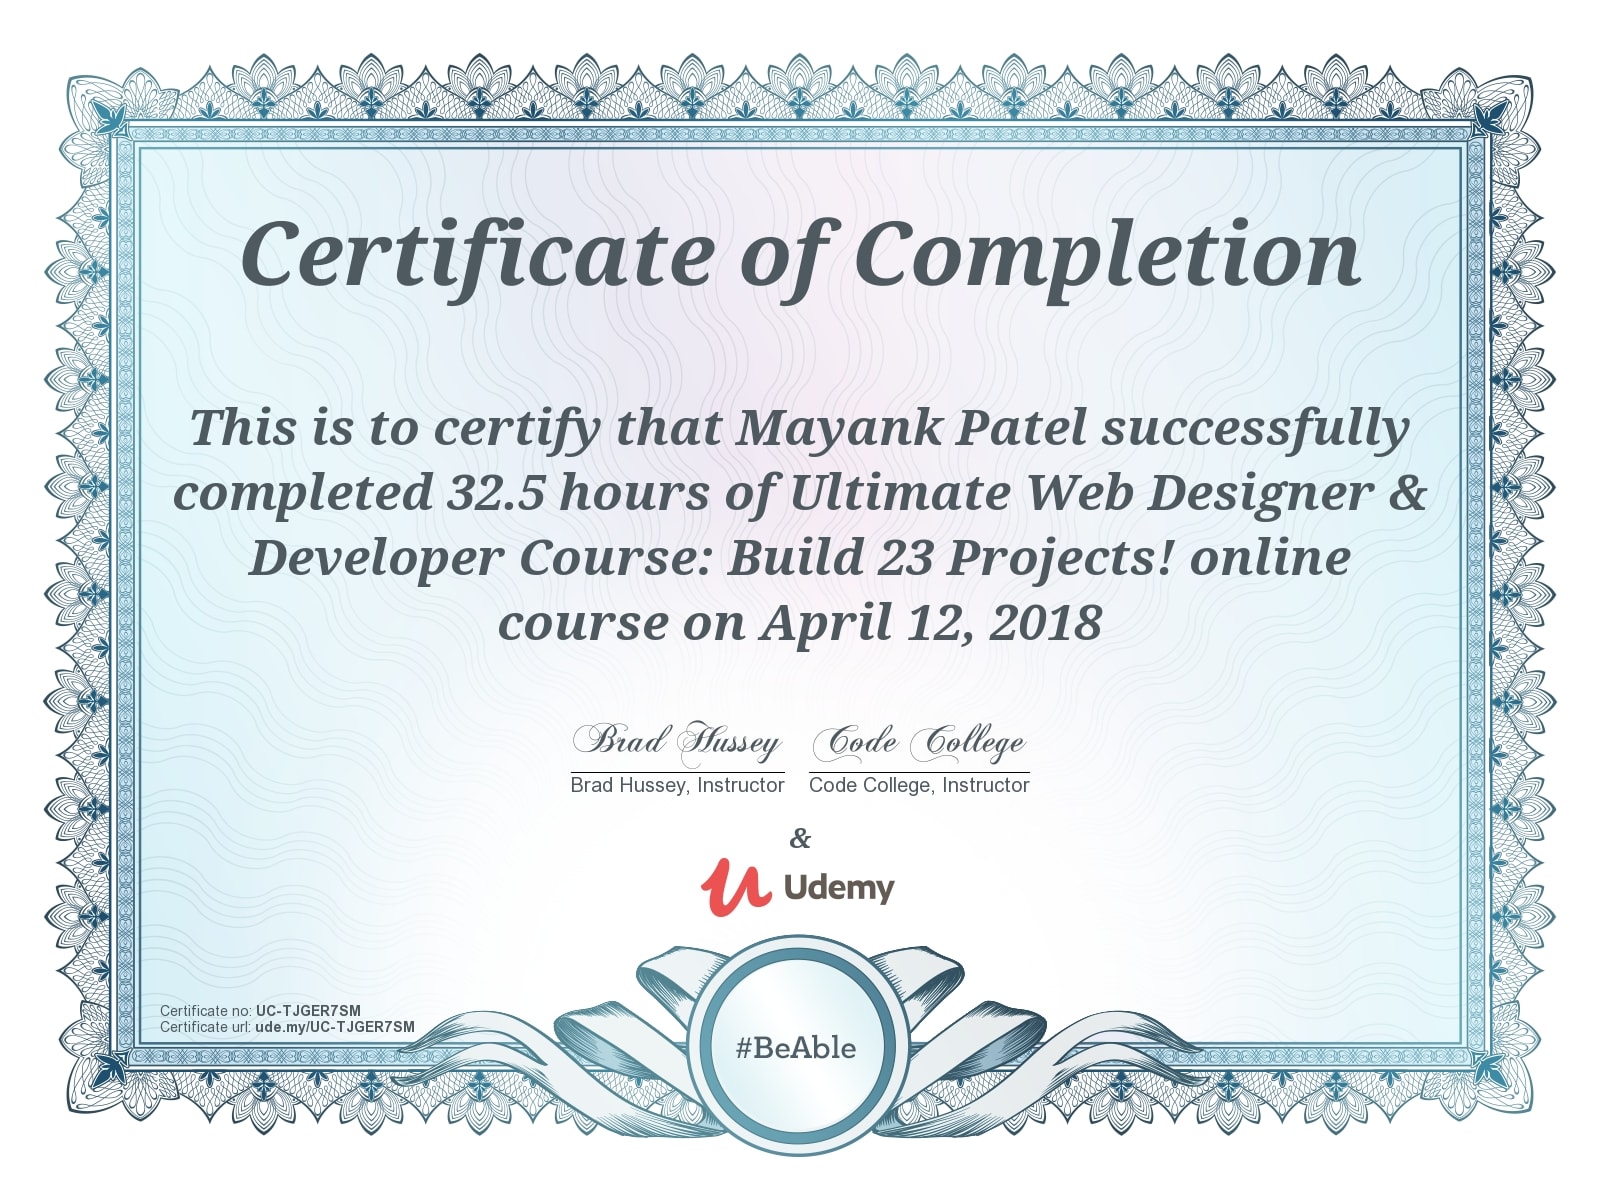 Certificate of Completion
This is to certify that Mayank Patel successfully
completed 32.5 hours of Ultimate Web Designer &
Developer Course: Build 23 Projects! online
course on April 12, 2018
Brad Hussey Code College
Brad Hussey, Instructor Code College, Instructor
&
Udemy
Certificate no: UC-TJGER7SM
Certificate url: ude.my/UC-TJGER7SM
#BeAble